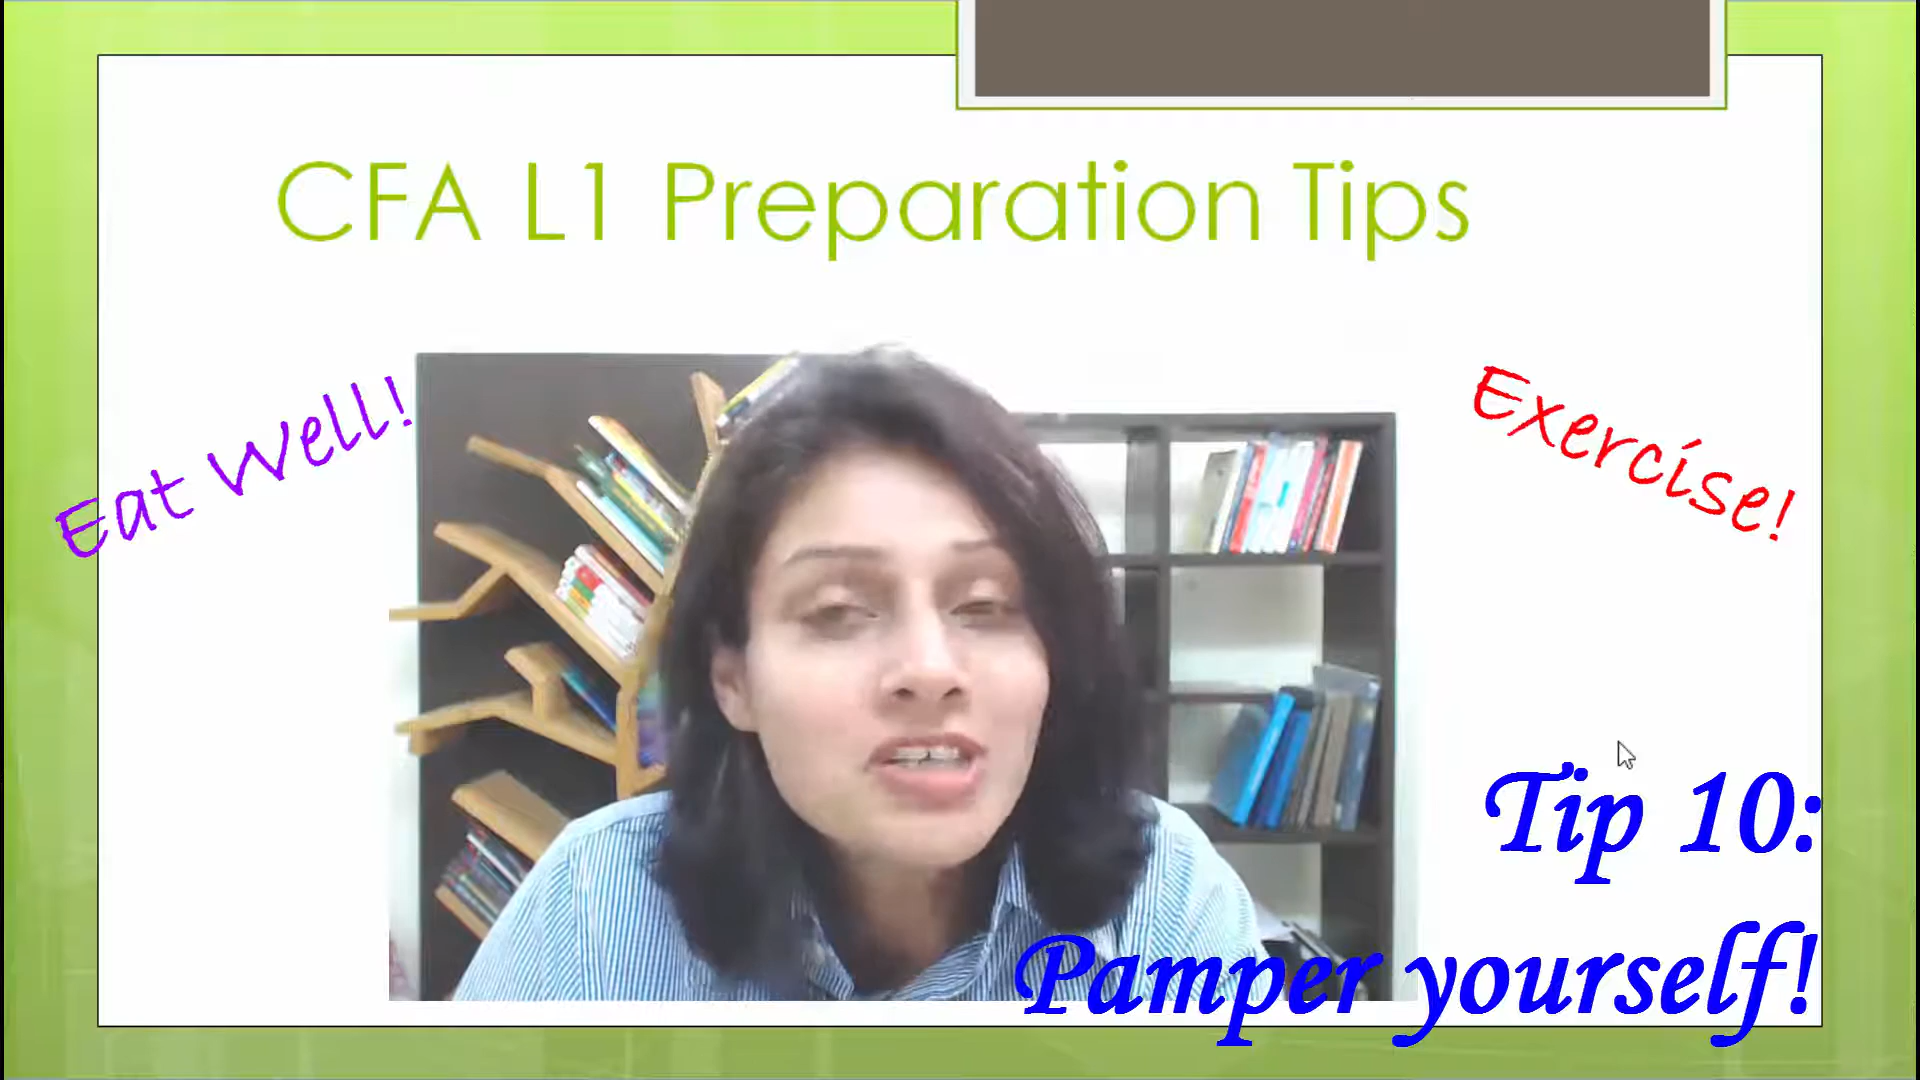 CFA L1 Preparation Tips
Eat Well!
Exercise!
Tip 10:
Pamper yourself!